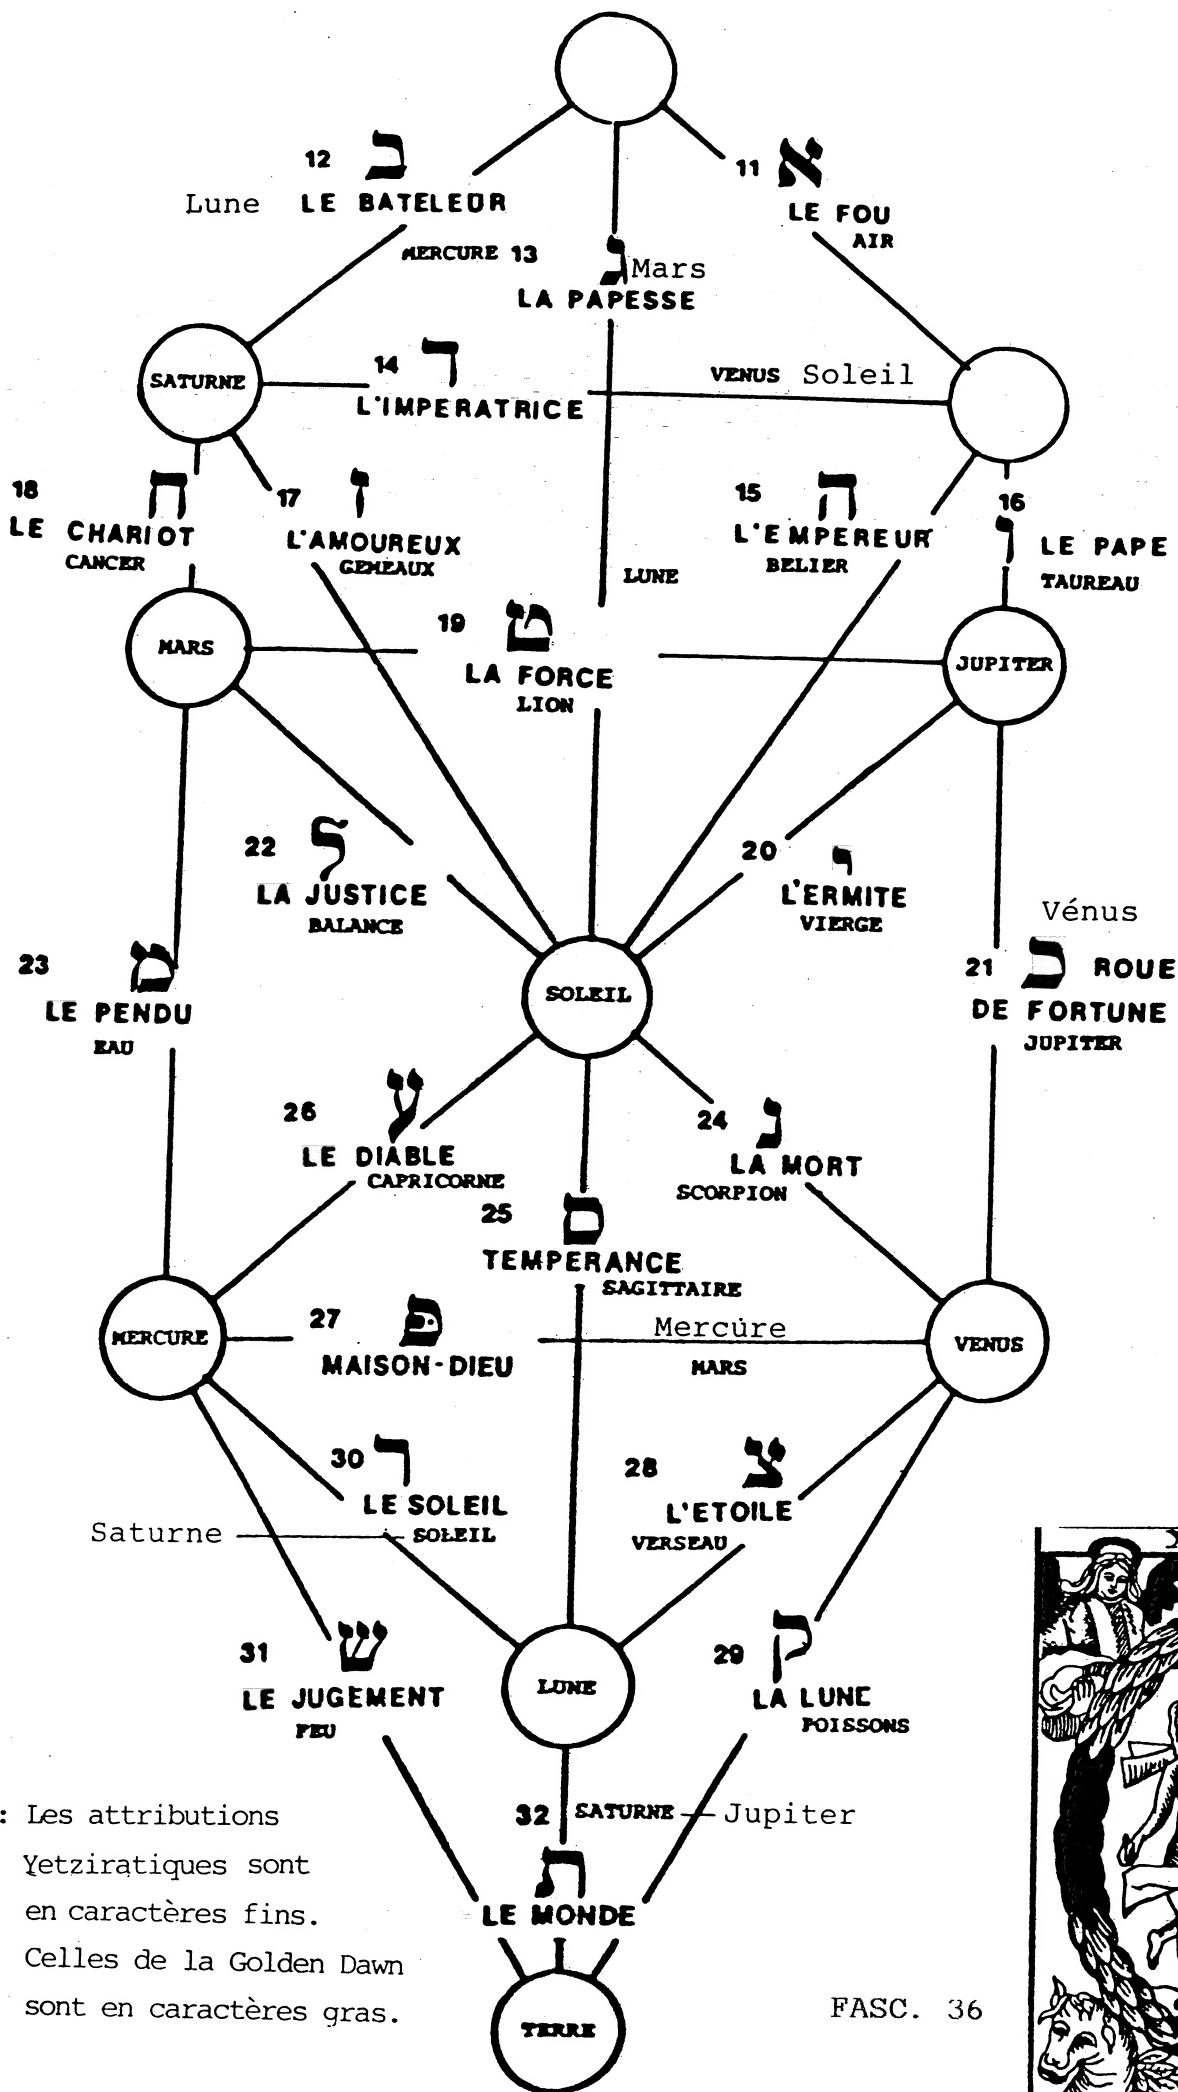 12 ב
11 א
Lune LE BATELEUR
LE FOU
AIR
MERCURE 13
ג Mars
LA PAPESSE
SATURNE
14 ד
VENUS Soleil
L'IMPERATRICE
18 ח
17 ז
15 ה
16 ו
LE CHARIOT
CANCER
L'AMOUREUX
GEMEAUX
L'EMPEREUR
BELIER
LE PAPE
TAUREAU
LUNE
19 ט
MARS
JUPITER
LA FORCE
LION
22 ל
LA JUSTICE
BALANCE
20 י
L'ERMITE
VIERGE
Vénus
23 מ
LE PENDU
EAU
SOLEIL
21 כ ROUE
DE FORTUNE
JUPITER
26 ע
LE DIABLE
CAPRICORNE
24 נ
LA MORT
SCORPION
25 ס
TEMPERANCE
SAGITTAIRE
MERCURE
27 פ
MAISON-DIEU
Mercure
MARS
VENUS
30 ר
LE SOLEIL
Saturne
SOLEIL
28 צ
L'ETOILE
VERSEAU
31 ש
LE JUGEMENT
FEU
LUNE
29 ק
LA LUNE
POISSONS
32 SATURNE Jupiter
ת
LE MONDE
TERRE
: Les attributions
Yetziratiques sont
en caractères fins.
Celles de la Golden Dawn
sont en caractères gras.
FASC. 36